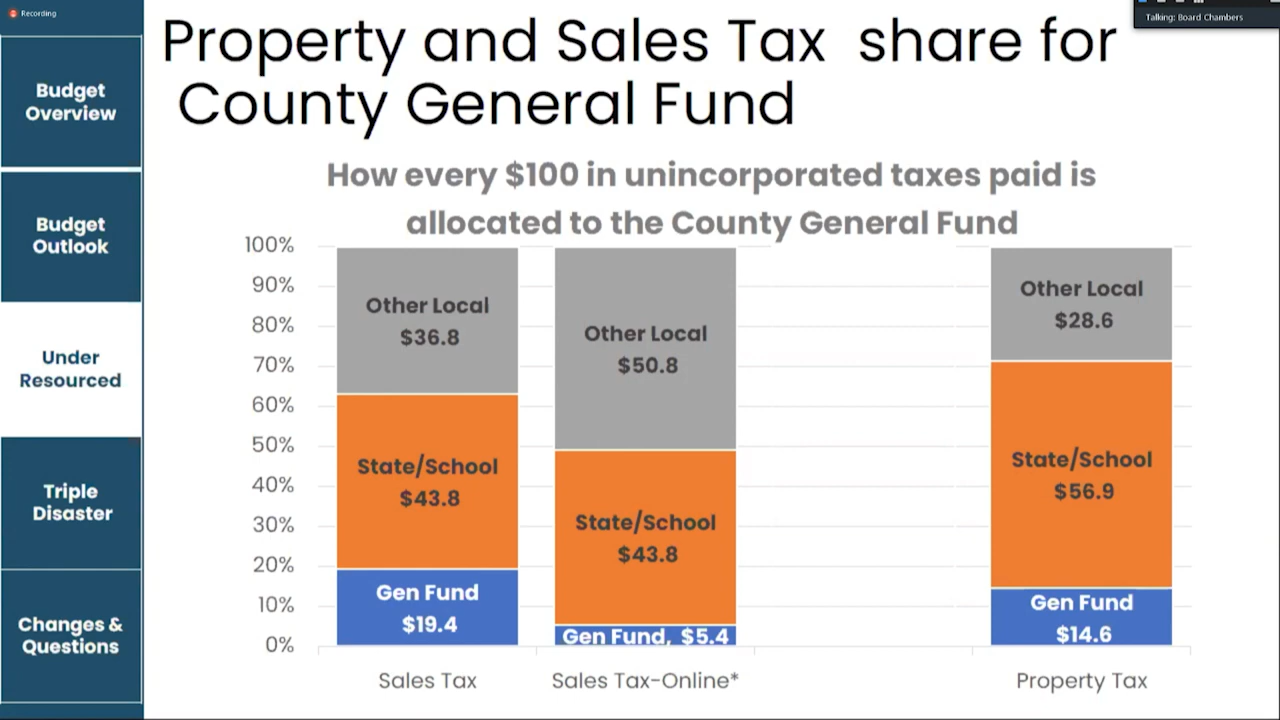 Recording
Talking: Board Chambers
Property and Sales Tax share for
County General Fund
Budget
Overview
Budget
Outlook
Under
Resourced
Triple
Disaster
Changes &
Questions
How every $100 in unincorporated taxes paid is
allocated to the County General Fund
100%
90%
80%
70%
60%
50%
40%
30%
20%
10%
0%
Other Local
$36.8
State/School
$43.8
Gen Fund
$19.4
Other Local
$50.8
State/School
$43.8
Gen Fund, $5.4
Other Local
$28.6
State/School
$56.9
Gen Fund
$14.6
Sales Tax
Sales Tax-Online*
Property Tax